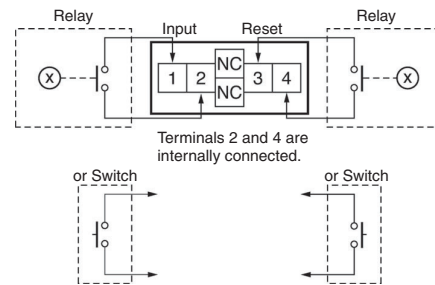 Relay
Relay
Input
Reset
X
1
2
NC
NC
3
4
X
Terminals 2 and 4 are
internally connected.
or Switch
or Switch